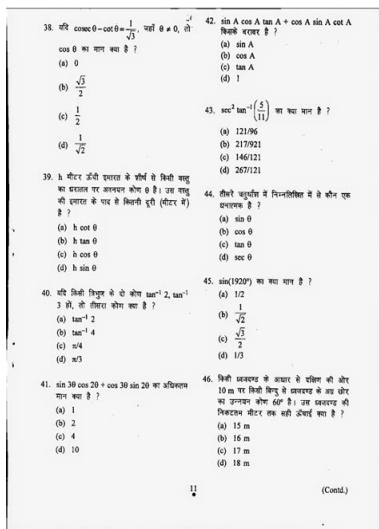 38. यदि cosec θ – cot θ = 1/√3, जहाँ θ ≠ 0, तो
cos θ का मान क्या है ?
(a) 0
(b) √3/2
(c) 1/2
(d) 1/√2
39. h मीटर ऊँची इमारत के शीर्ष से किसी वस्तु
का धरातल पर अवनमन कोण θ है। उस वस्तु
की इमारत के पाद से कितनी दूरी (मीटर में)
है ?
(a) h cot θ
(b) h tan θ
(c) h cos θ
(d) h sin θ
40. यदि किसी त्रिभुज के दो कोण tan⁻¹ 2, tan⁻¹
3 हों, तो तीसरा कोण क्या है ?
(a) tan⁻¹ 2
(b) tan⁻¹ 4
(c) π/4
(d) π/3
41. sin 3θ cos 2θ + cos 3θ sin 2θ का अधिकतम
मान क्या है ?
(a) 1
(b) 2
(c) 4
(d) 10
42. sin A cos A tan A + cos A sin A cot A
किसके बराबर है ?
(a) sin A
(b) cos A
(c) tan A
(d) 1
43. sec² tan⁻¹(5/11) का क्या मान है ?
(a) 121/96
(b) 217/921
(c) 146/121
(d) 267/121
44. तीसरे चतुर्थांश में निम्नलिखित में से कौन एक
धनात्मक है ?
(a) sin θ
(b) cos θ
(c) tan θ
(d) sec θ
45. sin(1920°) का क्या मान है ?
(a) 1/2
(b) 1/√2
(c) √3/2
(d) 1/3
46. किसी ध्वजदण्ड के आधार से दक्षिण की ओर
10 m पर किसी बिन्दु से ध्वजदण्ड के अग्र छोर
का उन्नयन कोण 60° है। उस ध्वजदण्ड की
निकटतम मीटर तक सही ऊँचाई क्या है ?
(a) 15 m
(b) 16 m
(c) 17 m
(d) 18 m
11
(Contd.)